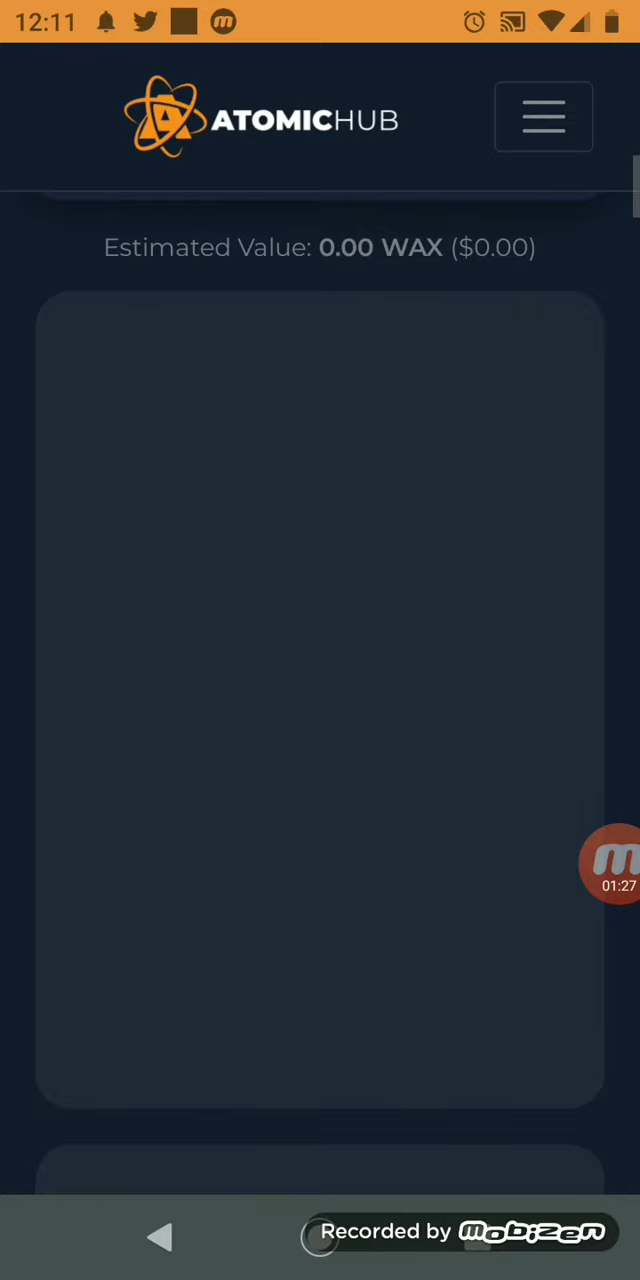 12:11
ATOMICHUB
Estimated Value: 0.00 WAX ($0.00)
01:27
Recorded by mobizen